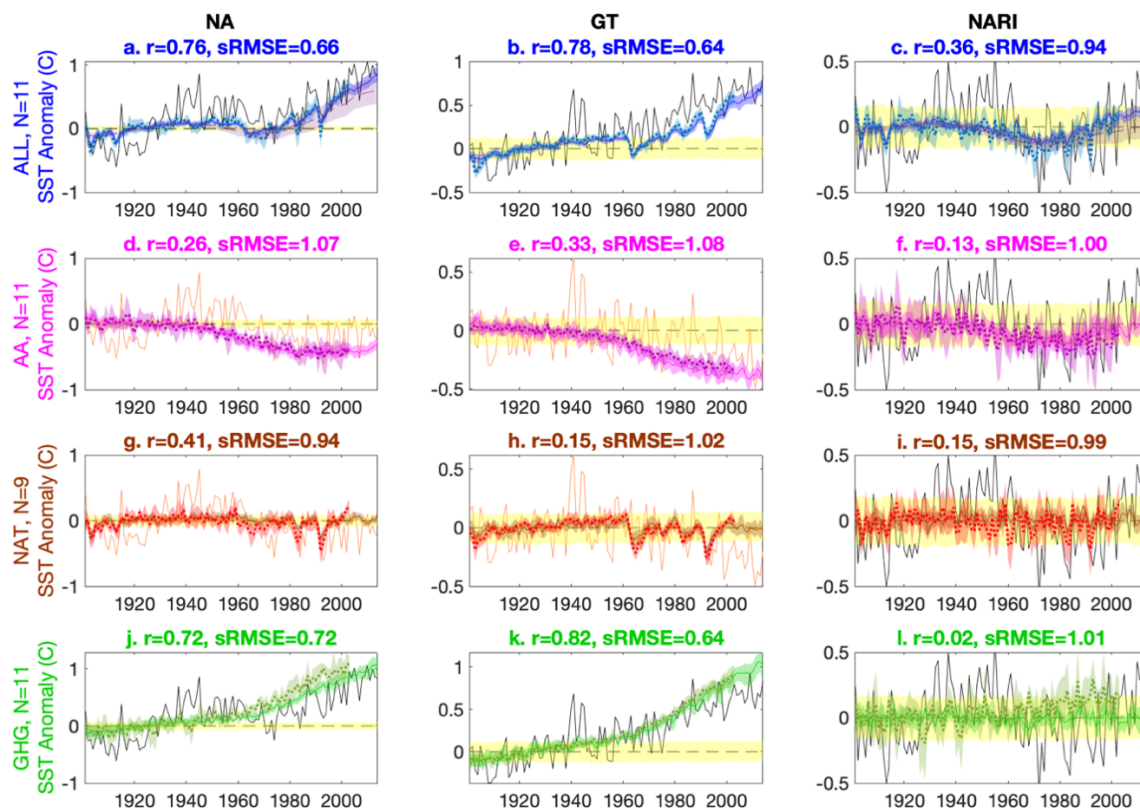 NA GT NARI
a. r=0.76, sRMSE=0.66 b. r=0.78, sRMSE=0.64 c. r=0.36, sRMSE=0.94
ALL, N=11
SST Anomaly (C)
1
0
-1
1
0.5
0
-0.5
0.5
0
-0.5
1920 1940 1960 1980 2000 1920 1940 1960 1980 2000 1920 1940 1960 1980 2000
d. r=0.26, sRMSE=1.07 e. r=0.33, sRMSE=1.08 f. r=0.13, sRMSE=1.00
AA, N=11
SST Anomaly (C)
1
0
-1
0.5
0
-0.5
0.5
0
-0.5
1920 1940 1960 1980 2000 1920 1940 1960 1980 2000 1920 1940 1960 1980 2000
g. r=0.41, sRMSE=0.94 h. r=0.15, sRMSE=1.02 i. r=0.15, sRMSE=0.99
NAT, N=9
SST Anomaly (C)
1
0
-1
0.5
0
-0.5
0.5
0
-0.5
1920 1940 1960 1980 2000 1920 1940 1960 1980 2000 1920 1940 1960 1980 2000
j. r=0.72, sRMSE=0.72 k. r=0.82, sRMSE=0.64 l. r=0.02, sRMSE=1.01
GHG, N=11
SST Anomaly (C)
1
0
-1
1
0.5
0
0.5
0
-0.5
1920 1940 1960 1980 2000 1920 1940 1960 1980 2000 1920 1940 1960 1980 2000